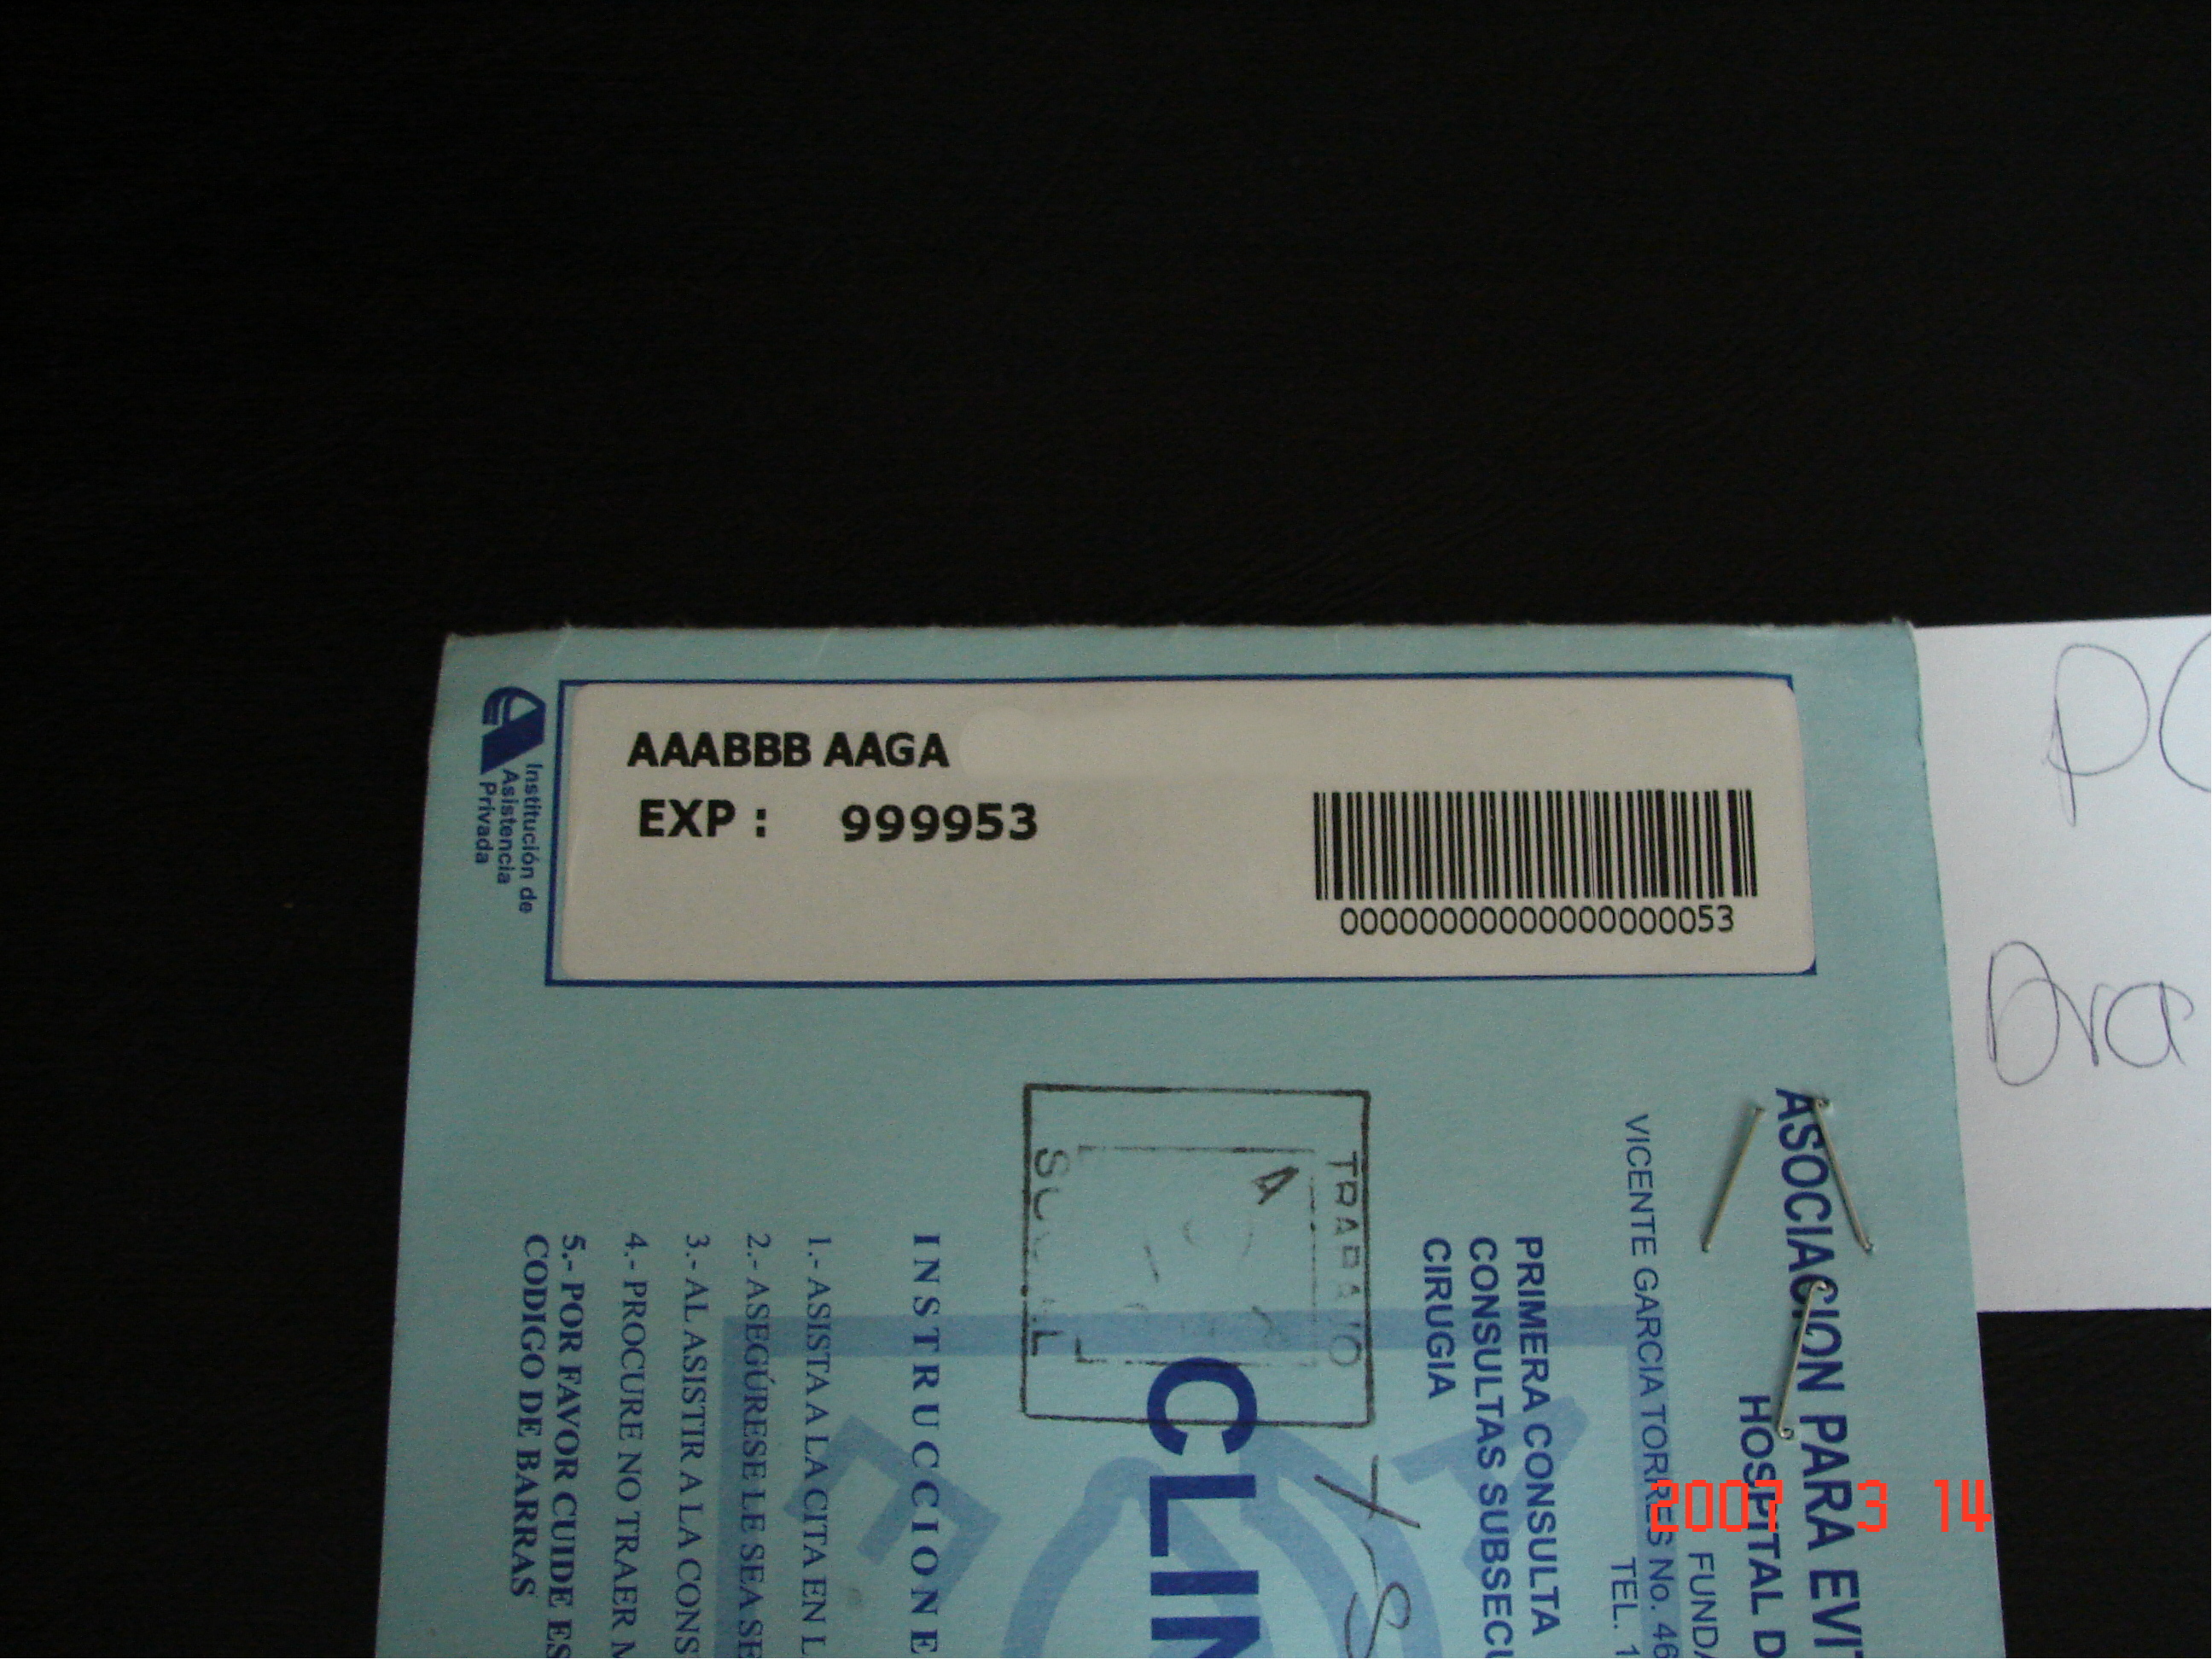 AAABBB AAGA
EXP : 999953
00000000000000000053
Institución de
Asistencia
Privada
ASOCIACION PARA EVI
HOSPITAL D
FUNDA
VICENTE GARCIA TORRES No. 46
TEL. 1
PRIMERA CONSULTA
CONSULTAS SUBSECU
CIRUGIA
TRABAJO
CLIN
INSTRUCCIONE
1.- ASISTA A LA CITA EN L
2.- ASEGÚRESE LE SEA SE
3.- AL ASISTIR A LA CONS
4.- PROCURE NO TRAER M
5.- POR FAVOR CUIDE ES
CODIGO DE BARRAS
Dra
2007 3 14